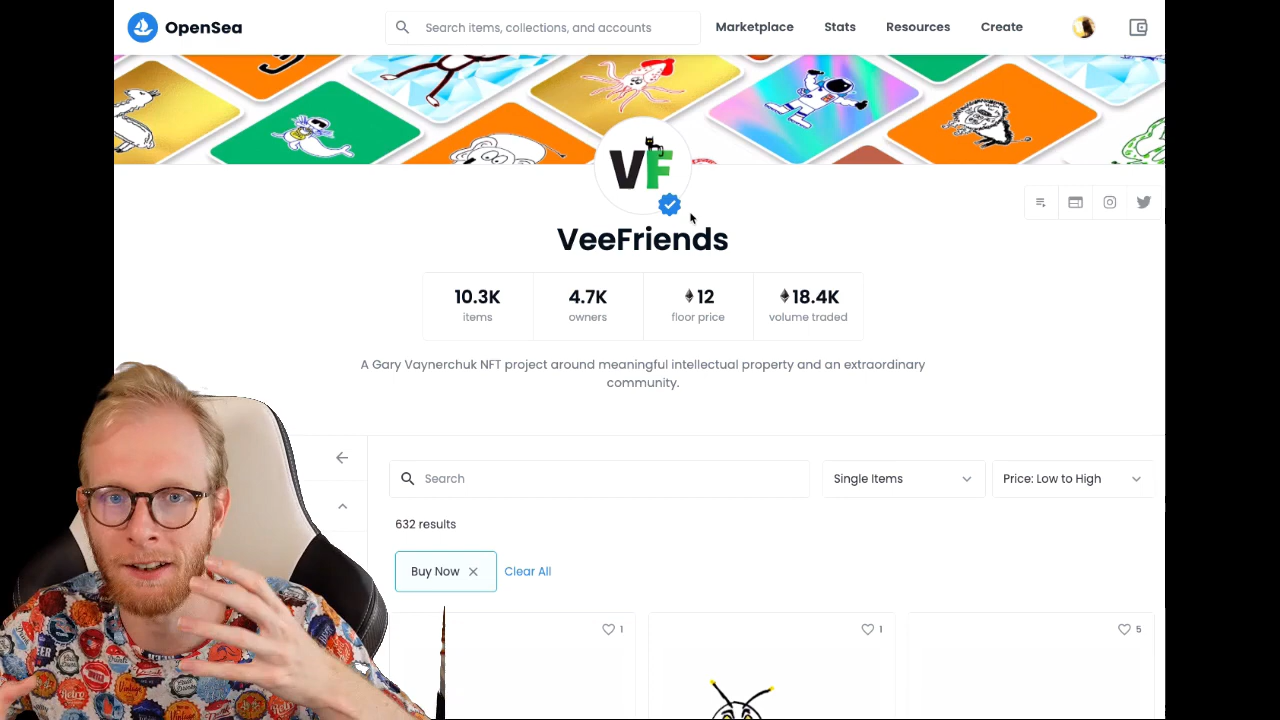 OpenSea
Search items, collections, and accounts
Marketplace
Stats
Resources
Create
VF
VeeFriends
10.3K
items
4.7K
owners
12
floor price
18.4K
volume traded
A Gary Vaynerchuk NFT project around meaningful intellectual property and an extraordinary
community.
Search
Single Items
Price: Low to High
632 results
Buy Now
Clear All
1
1
5